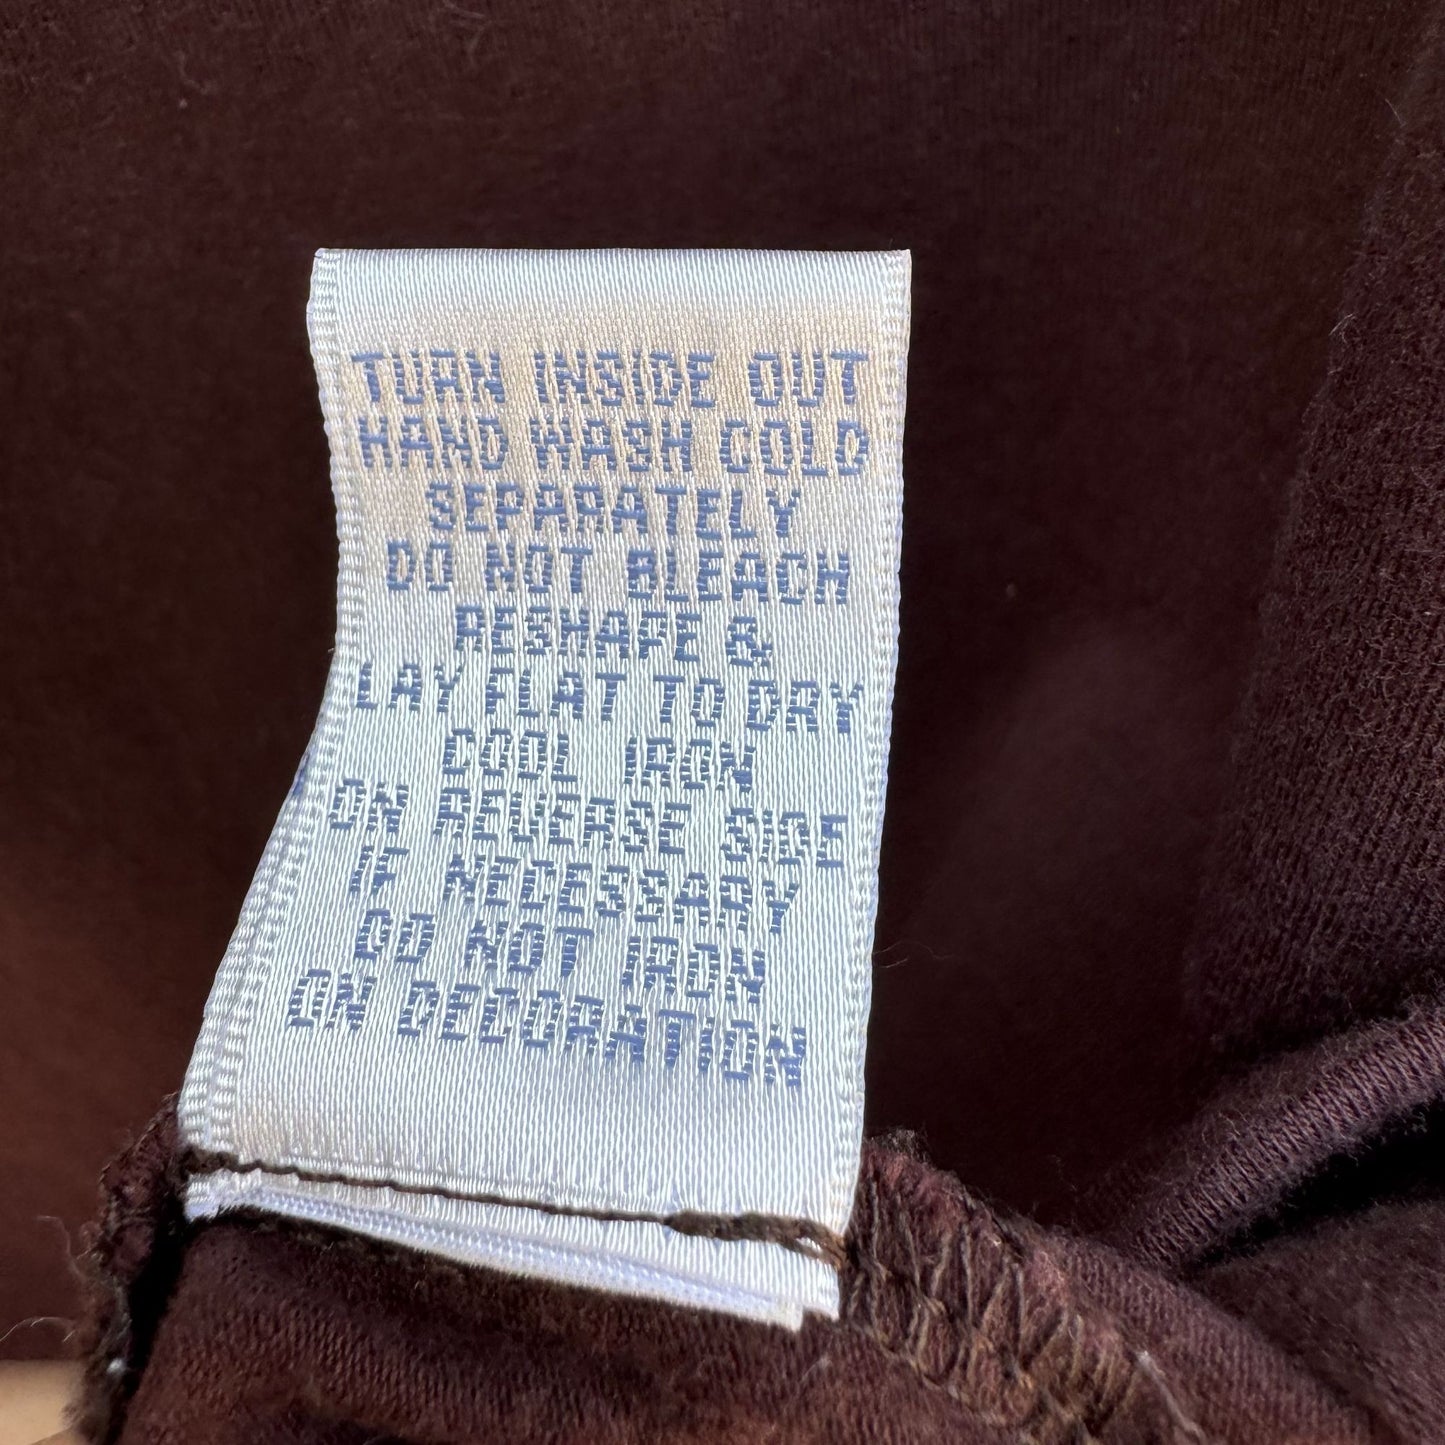 TURN INSIDE OUT
HAND WASH COLD
SEPARATELY
DO NOT BLEACH
RESHAPE &
LAY FLAT TO DRY
COOL IRON
ON REVERSE SIDE
IF NECESSARY
DO NOT IRON
ON DECORATION